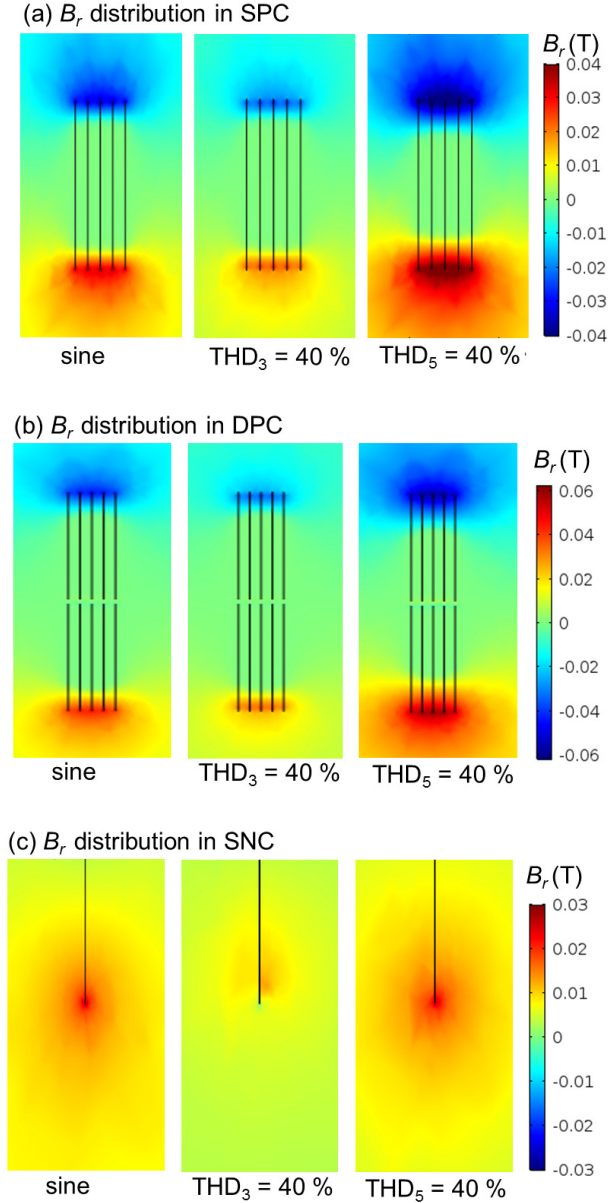 (a) Bᵣ distribution in SPC
Bᵣ (T)
0.04
0.03
0.02
0.01
0
-0.01
-0.02
-0.03
-0.04
sine
THD₃ = 40 %
THD₅ = 40 % .
(b) Bᵣ distribution in DPC
Bᵣ (T)
0.06
0.04
0.02
0
-0.02
-0.04
-0.06
sine
THD₃ = 40 %
THD₅ = 40 %
(c) Bᵣ distribution in SNC
Bᵣ (T)
0.03
0.02
0.01
0
-0.01
-0.02
-0.03
sine
THD₃ = 40 %
THD₅ = 40 %